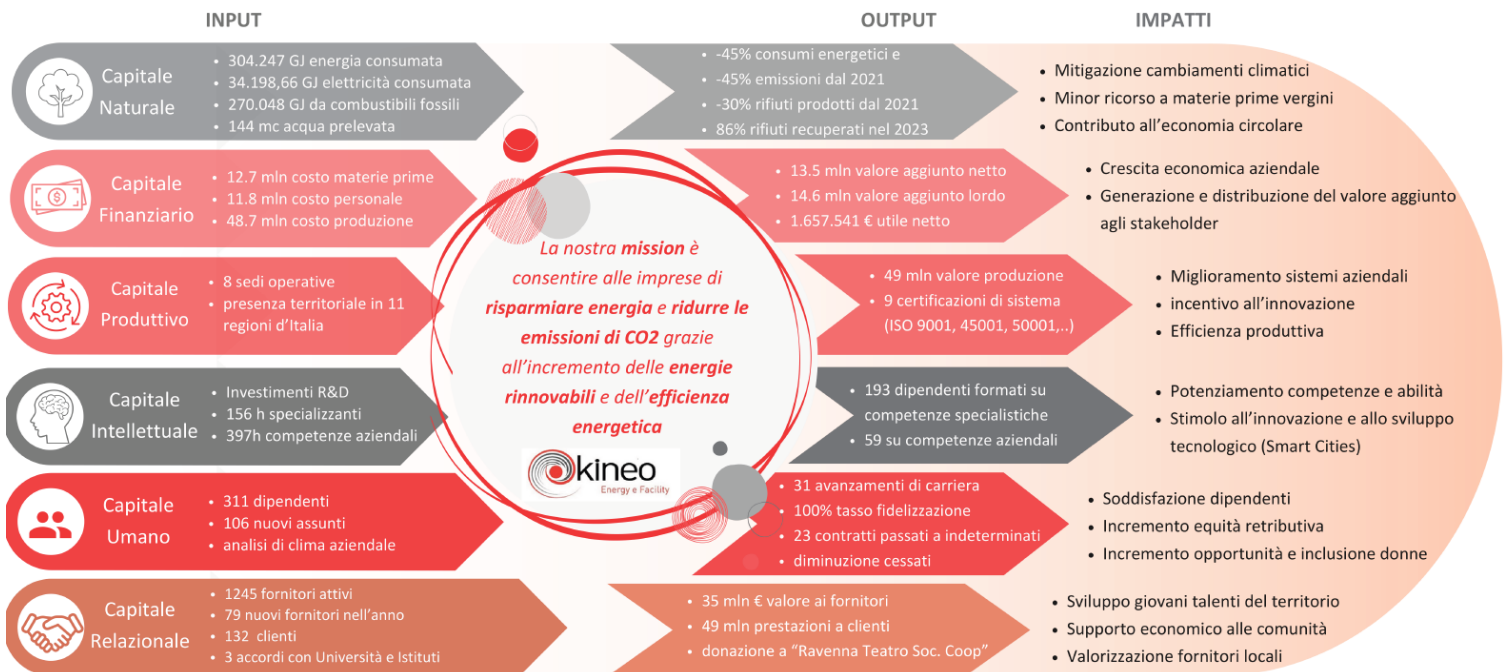 INPUT
OUTPUT
IMPATTI
Capitale
Naturale
• 304.247 GJ energia consumata
• 34.198,66 GJ elettricità consumata
• 270.048 GJ da combustibili fossili
• 144 mc acqua prelevata
• -45% consumi energetici e
• -45% emissioni dal 2021
• -30% rifiuti prodotti dal 2021
• 86% rifiuti recuperati nel 2023
• Mitigazione cambiamenti climatici
• Minor ricorso a materie prime vergini
• Contributo all'economia circolare
Capitale
Finanziario
• 12.7 mln costo materie prime
• 11.8 mln costo personale
• 48.7 mln costo produzione
• 13.5 mln valore aggiunto netto
• 14.6 mln valore aggiunto lordo
• 1.657.541 € utile netto
• Crescita economica aziendale
• Generazione e distribuzione del valore aggiunto
agli stakeholder
La nostra mission è
consentire alle imprese di
risparmiare energia e ridurre le
emissioni di CO2 grazie
all'incremento delle energie
rinnovabili e dell'efficienza
energetica
kineo
Energy e Facility
Capitale
Produttivo
• 8 sedi operative
• presenza territoriale in 11
regioni d'Italia
• 49 mln valore produzione
• 9 certificazioni di sistema
(ISO 9001, 45001, 50001,..)
• Miglioramento sistemi aziendali
• incentivo all'innovazione
• Efficienza produttiva
Capitale
Intellettuale
• Investimenti R&D
• 156 h specializzanti
• 397h competenze aziendali
• 193 dipendenti formati su
competenze specialistiche
• 59 su competenze aziendali
• Potenziamento competenze e abilità
• Stimolo all'innovazione e allo sviluppo
tecnologico (Smart Cities)
Capitale
Umano
• 311 dipendenti
• 106 nuovi assunti
• analisi di clima aziendale
• 31 avanzamenti di carriera
• 100% tasso fidelizzazione
• 23 contratti passati a indeterminati
• diminuzione cessati
• Soddisfazione dipendenti
• Incremento equità retributiva
• Incremento opportunità e inclusione donne
Capitale
Relazionale
• 1245 fornitori attivi
• 79 nuovi fornitori nell'anno
• 132 clienti
• 3 accordi con Università e Istituti
• 35 mln € valore ai fornitori
• 49 mln prestazioni a clienti
• donazione a "Ravenna Teatro Soc. Coop"
• Sviluppo giovani talenti del territorio
• Supporto economico alle comunità
• Valorizzazione fornitori locali